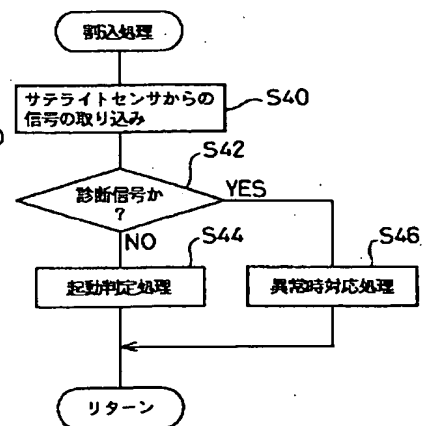 割込処理
サテライトセンサからの
信号の取り込み
S40
S42
診断信号か
?
YES
NO
S44
S46
起動判定処理
異常時対応処理
リターン